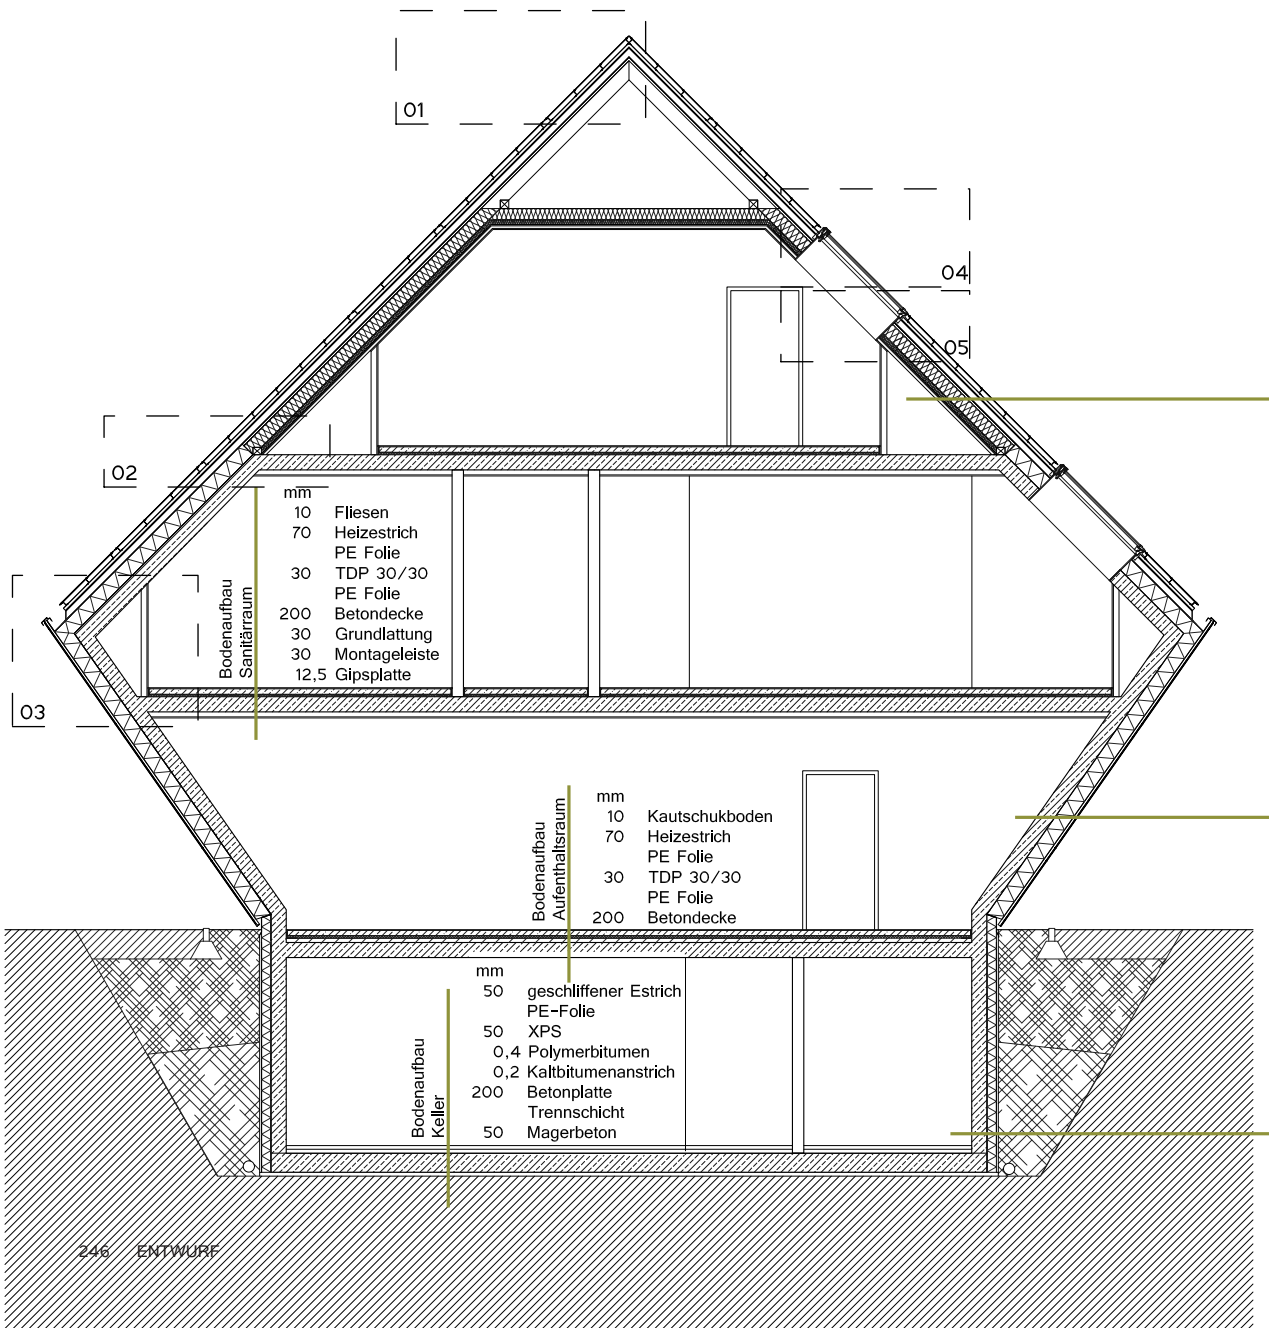 01
04
05
02
03
Bodenaufbau
Sanitärraum
mm
10 Fliesen
70 Heizestrich
PE Folie
30 TDP 30/30
PE Folie
200 Betondecke
30 Grundlattung
30 Montageleiste
12,5 Gipsplatte
Bodenaufbau
Aufenthaltsraum
mm
10 Kautschukboden
70 Heizestrich
PE Folie
30 TDP 30/30
PE Folie
200 Betondecke
Bodenaufbau
Keller
mm
50 geschliffener Estrich
PE-Folie
50 XPS
0,4 Polymerbitumen
0,2 Kaltbitumenanstrich
200 Betonplatte
Trennschicht
50 Magerbeton
246 ENTWURF